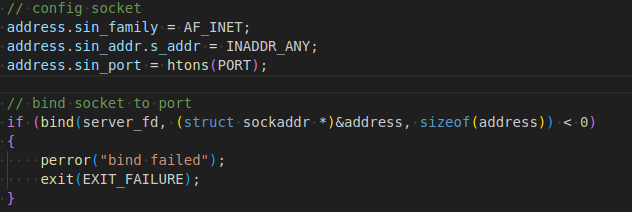 // config socket
address.sin_family = AF_INET;
address.sin_addr.s_addr = INADDR_ANY;
address.sin_port = htons(PORT);

// bind socket to port
if (bind(server_fd, (struct sockaddr *)&address, sizeof(address)) < 0)
{
    perror("bind failed");
    exit(EXIT_FAILURE);
}